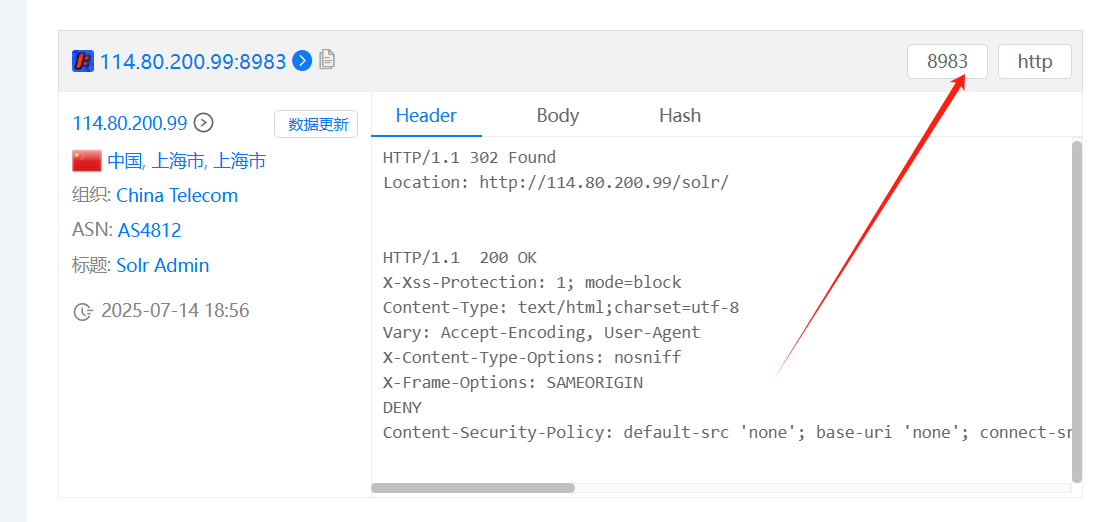 114.80.200.99:8983
8983
http
114.80.200.99
数据更新
中国, 上海市, 上海市
组织: China Telecom
ASN: AS4812
标题: Solr Admin
2025-07-14 18:56
Header
Body
Hash
HTTP/1.1 302 Found
Location: http://114.80.200.99/solr/
HTTP/1.1  200 OK
X-Xss-Protection: 1; mode=block
Content-Type: text/html;charset=utf-8
Vary: Accept-Encoding, User-Agent
X-Content-Type-Options: nosniff
X-Frame-Options: SAMEORIGIN
DENY
Content-Security-Policy: default-src 'none'; base-uri 'none';